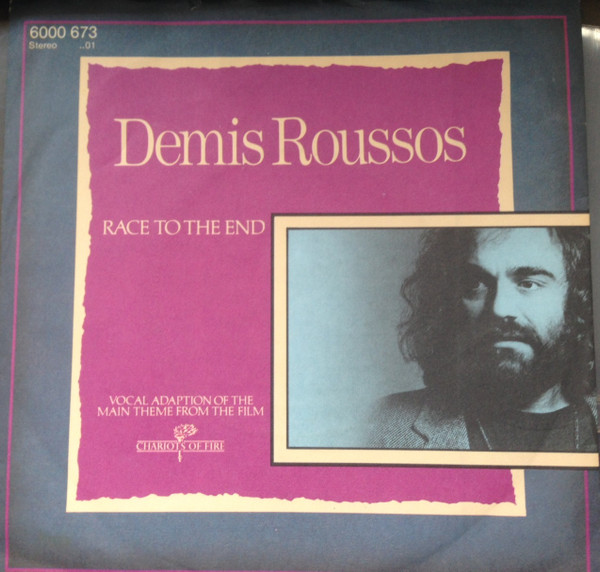 6000 673
Stereo ..01
Demis Roussos
RACE TO THE END
VOCAL ADAPTION OF THE
MAIN THEME FROM THE FILM
CHARIOTS OF FIRE